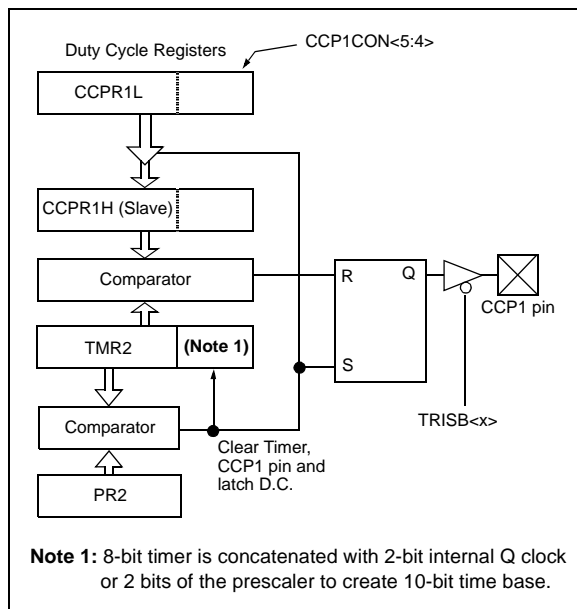 Duty Cycle Registers
CCP1CON<5:4>
CCPR1L
CCPR1H (Slave)
Comparator
R
Q
CCP1 pin
TMR2
(Note 1)
S
Comparator
TRISB<x>
Clear Timer,
CCP1 pin and
latch D.C.
PR2
Note 1: 8-bit timer is concatenated with 2-bit internal Q clock
or 2 bits of the prescaler to create 10-bit time base.